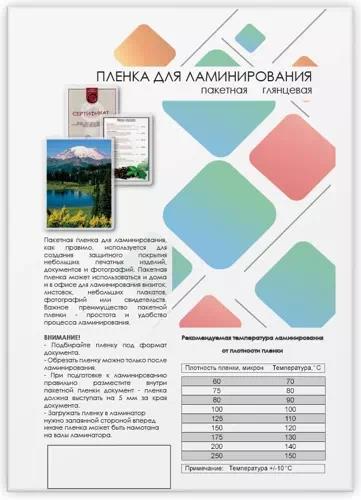 ПЛЕНКА ДЛЯ ЛАМИНИРОВАНИЯ
пакетная глянцевая
СЕРТИФИКАТ
Пакетная пленка для ламинирования,
как правило, используется для
создания защитного покрытия
небольших печатных изделий,
документов и фотографий. Пакетная
пленка может использоваться и дома
и в офисе для ламинирования визиток,
листовок, небольших плакатов,
фотографий или свидетельств.
Важное преимущество пакетной
пленки - простота и удобство
процесса ламинирования.
ВНИМАНИЕ!
- Подбирайте пленку под формат
документа.
- Обрезать пленку можно только после
ламинирования.
- При подготовке к ламинированию
правильно разместите внутри
пакетной пленки документ - пленка
должна выступать на 5 мм за края
документа.
- Загружать пленку в ламинатор
нужно запаянной стороной вперед
иначе пленка может быть намотана
на валы ламинатора.
Рекомендуемая температура ламинирования
от плотности пленки
Плотность пленки, микрон Температура,°С
60 70
75 80
80 90
100 100
125 110
150 120
175 130
200 140
250 150
Примечание: Температура +/-10°С